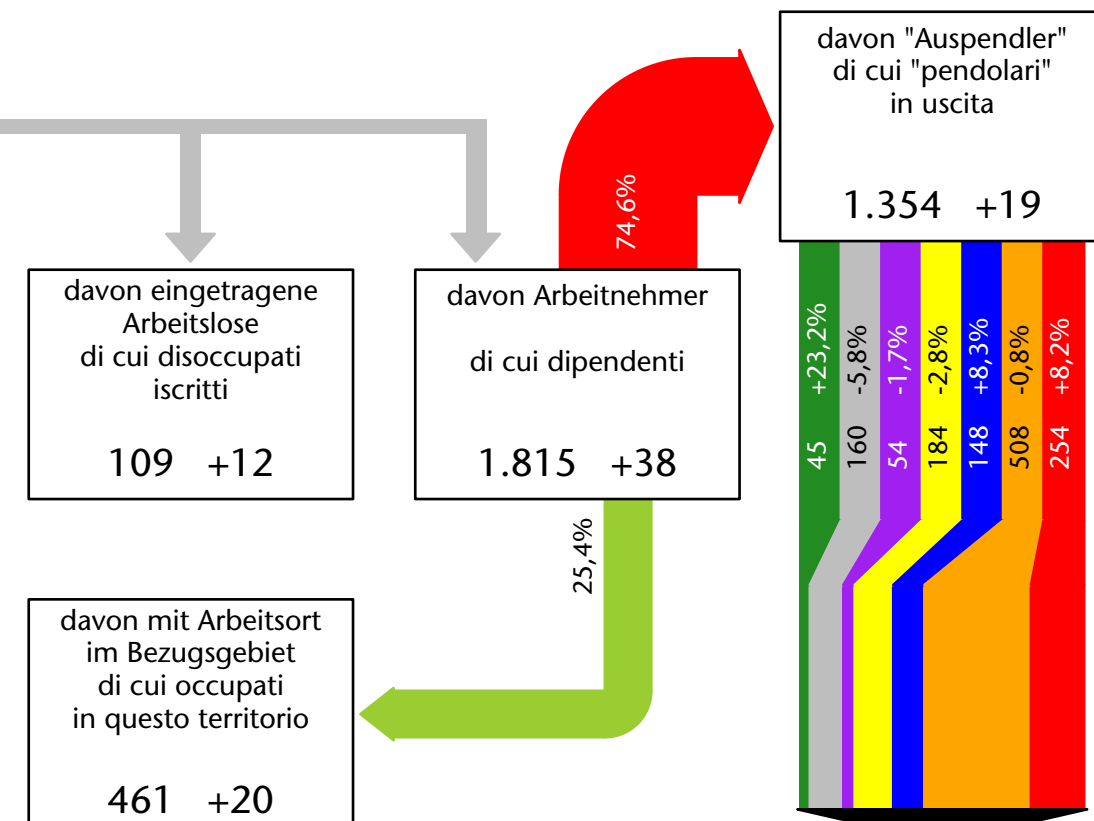 davon "Auspendler"
di cui "pendolari"
in uscita
1.354 +19
74,6%
davon eingetragene
Arbeitslose
di cui disoccupati
iscritti
109 +12
davon Arbeitnehmer
di cui dipendenti
1.815 +38
45 +23,2%
160 -5,8%
54 -1,7%
184 -2,8%
148 +8,3%
508 -0,8%
254 +8,2%
25,4%
davon mit Arbeitsort
im Bezugsgebiet
di cui occupati
in questo territorio
461 +20